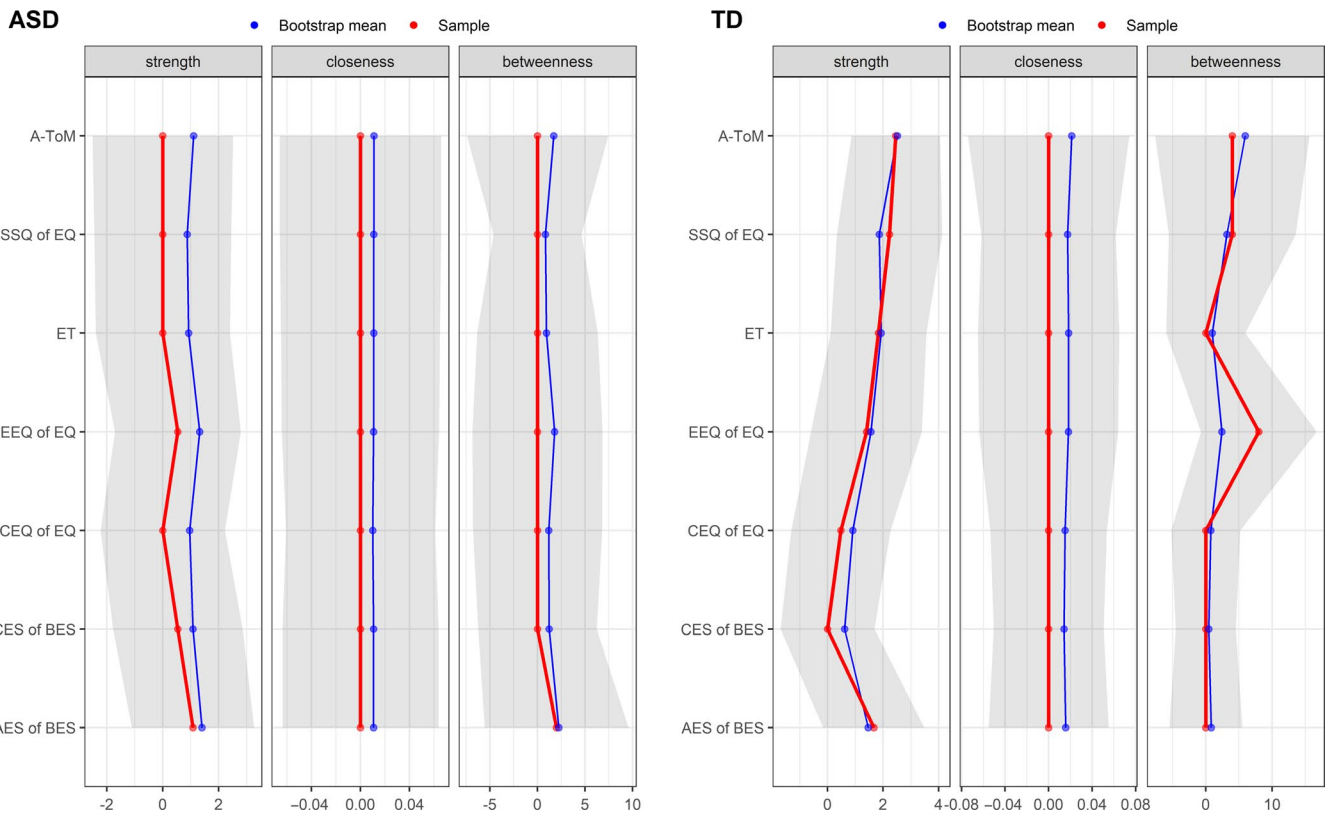 ASD
Bootstrap mean Sample
strength closeness betweenness
A-ToM
SSQ of EQ
ET
EEQ of EQ
CEQ of EQ
CES of BES
AES of BES
-2 0 2
−0.04 0.00 0.04
-5 0 5 10
TD
Bootstrap mean Sample
strength closeness betweenness
A-ToM
SSQ of EQ
ET
EEQ of EQ
CEQ of EQ
CES of BES
AES of BES
0 2 4
-0.08 −0.04 0.00 0.04 0.08
0 10